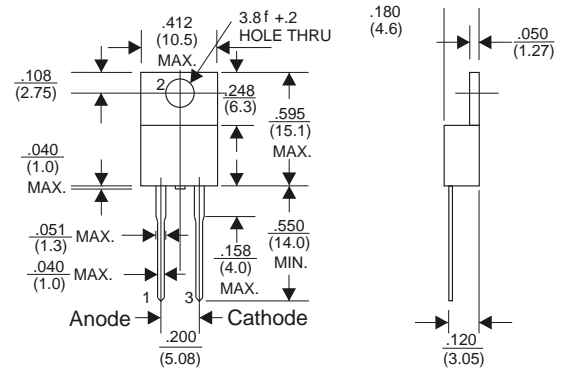 .412
(10.5)
MAX.
3.8 f +.2
HOLE THRU
.180
(4.6)
.050
(1.27)
.108
(2.75)
2
.248
(6.3)
.595
(15.1)
MAX.
.040
(1.0)
MAX.
.051
(1.3)
MAX.
.550
(14.0)
MIN.
.158
(4.0)
MAX.
.040
(1.0)
MAX.
1
3
Anode
Cathode
.200
(5.08)
.120
(3.05)